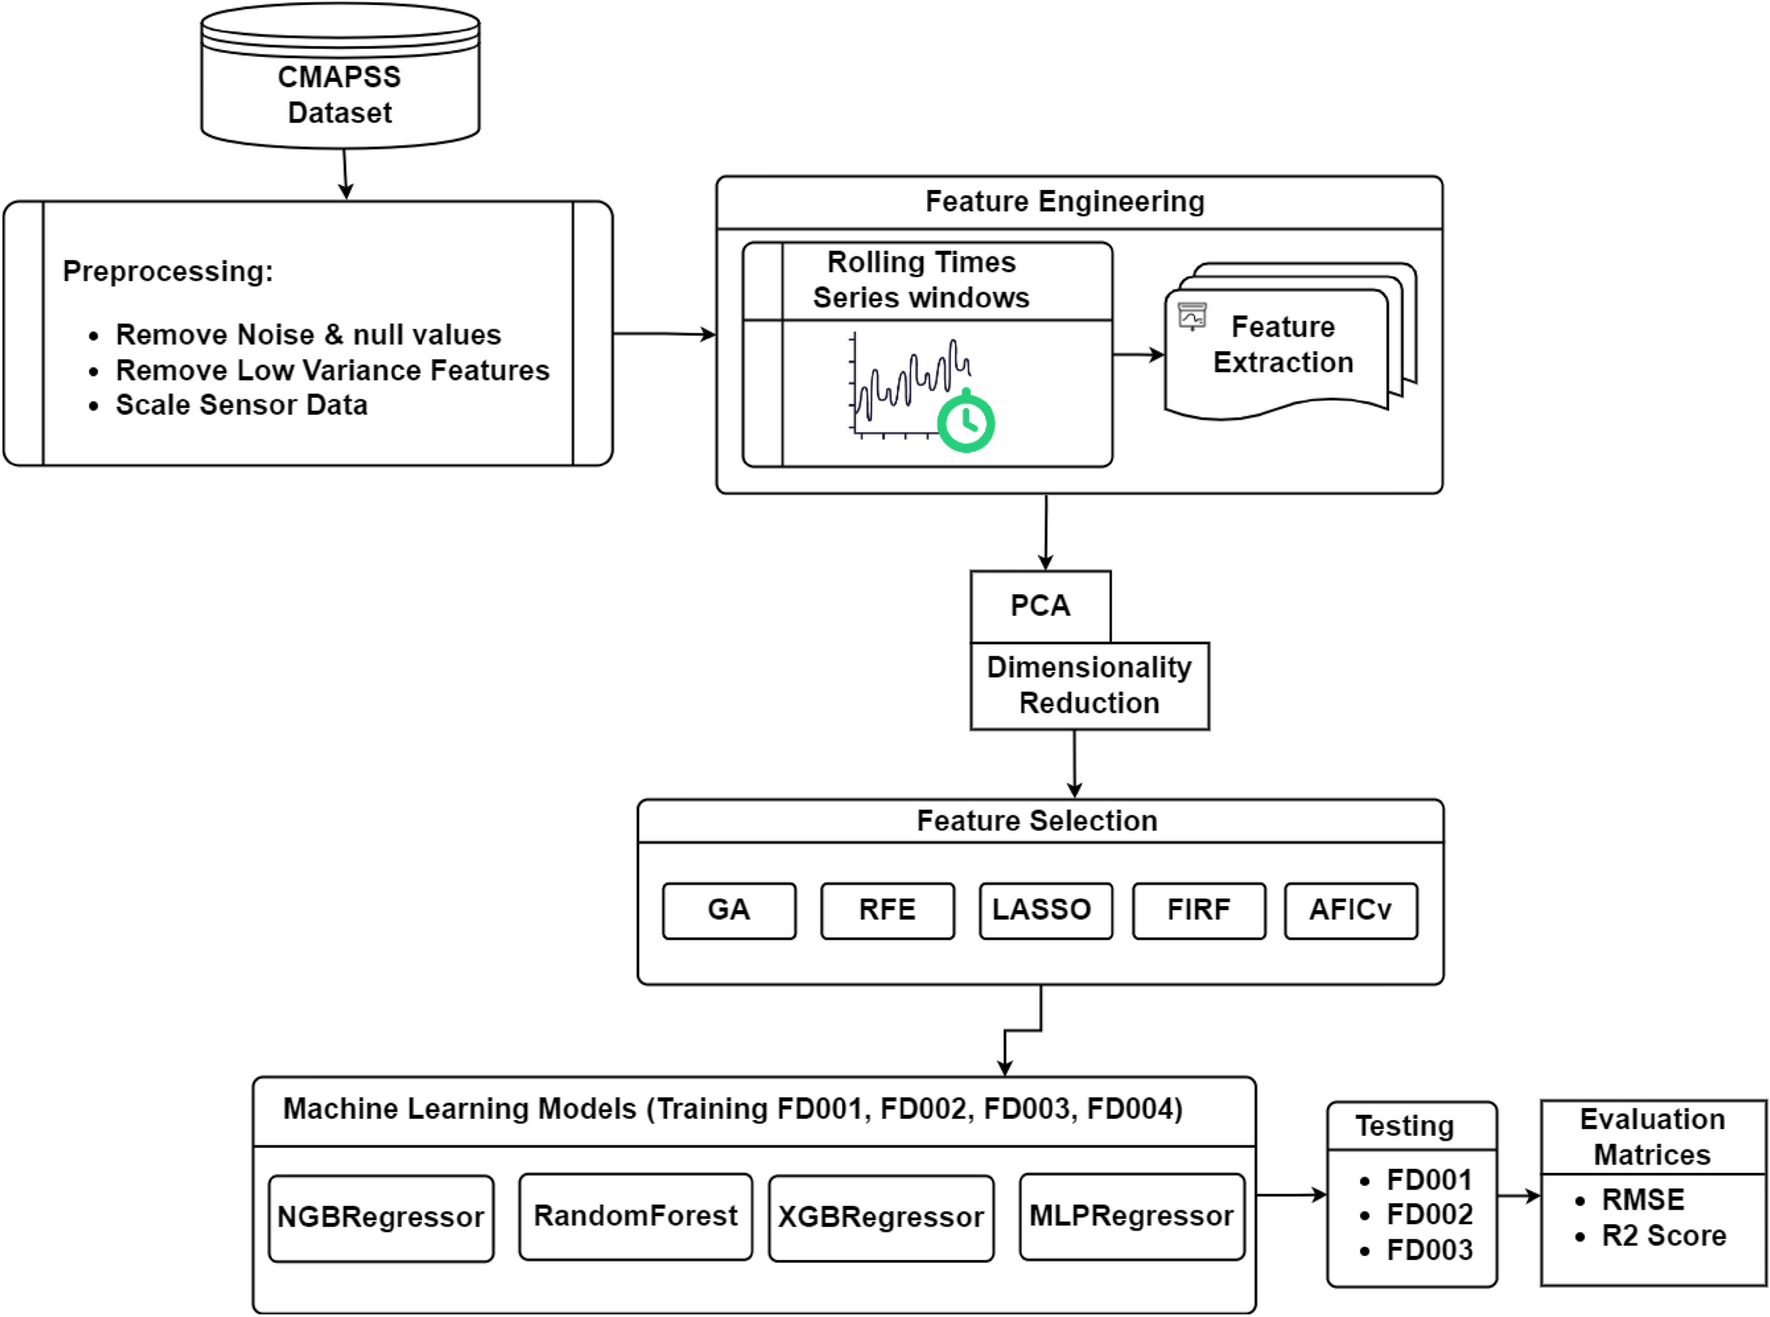 CMAPSS
Dataset
Preprocessing:
• Remove Noise & null values
• Remove Low Variance Features
• Scale Sensor Data
Feature Engineering
Rolling Times
Series windows
Feature
Extraction
PCA
Dimensionality
Reduction
Feature Selection
GA
RFE
LASSO
FIRF
AFICv
Machine Learning Models (Training FD001, FD002, FD003, FD004)
NGBRegressor
RandomForest
XGBRegressor
MLPRegressor
Testing
• FD001
• FD002
• FD003
Evaluation
Matrices
• RMSE
• R2 Score